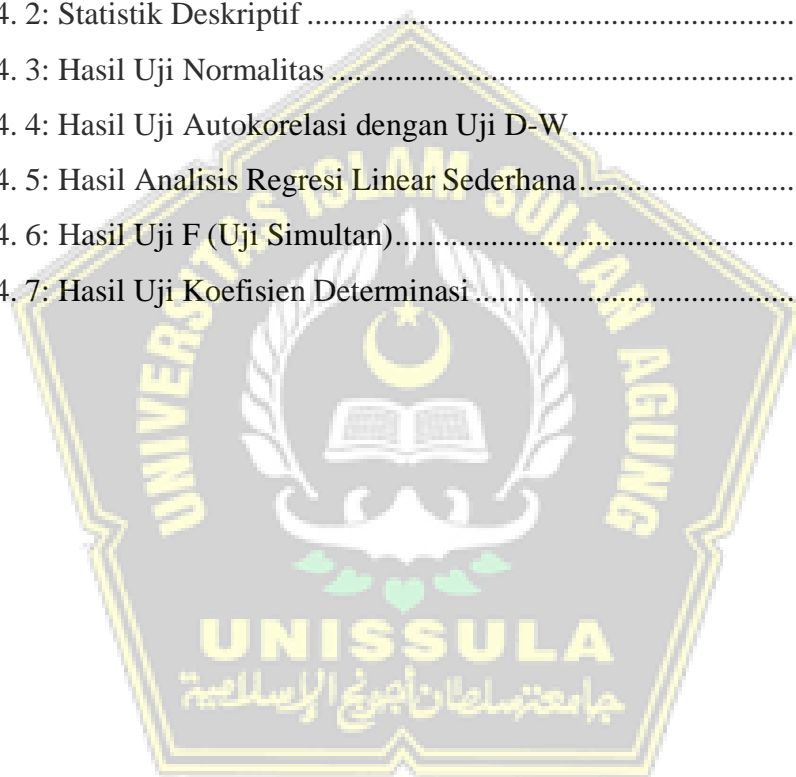 4. 2: Statistik Deskriptif
4. 3: Hasil Uji Normalitas
4. 4: Hasil Uji Autokorelasi dengan Uji D-W
4. 5: Hasil Analisis Regresi Linear Sederhana
4. 6: Hasil Uji F (Uji Simultan)
4. 7: Hasil Uji Koefisien Determinasi
UNIVERSITAS ISLAM SULTAN AGUNG
UNISSULA
جامعتسلطان أجونج الإسلامية